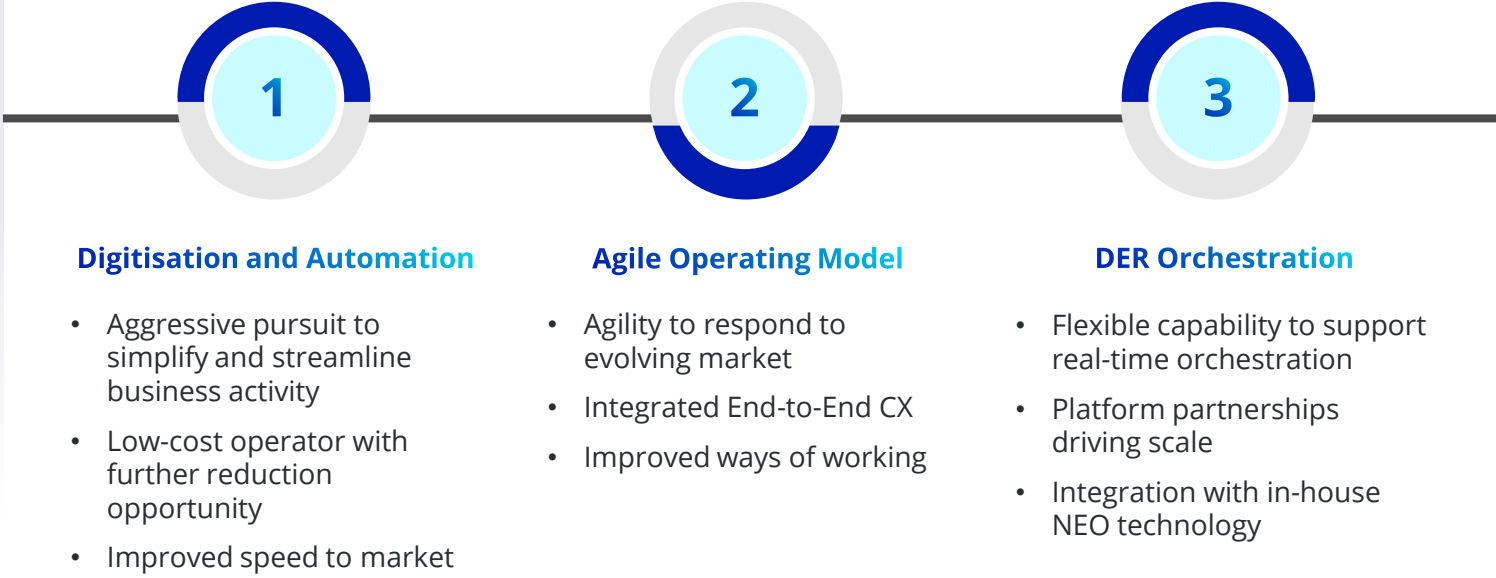 1
2
3
Digitisation and Automation
• Aggressive pursuit to
simplify and streamline
business activity
• Low-cost operator with
further reduction
opportunity
• Improved speed to market
Agile Operating Model
• Agility to respond to
evolving market
• Integrated End-to-End CX
• Improved ways of working
DER Orchestration
• Flexible capability to support
real-time orchestration
• Platform partnerships
driving scale
• Integration with in-house
NEO technology